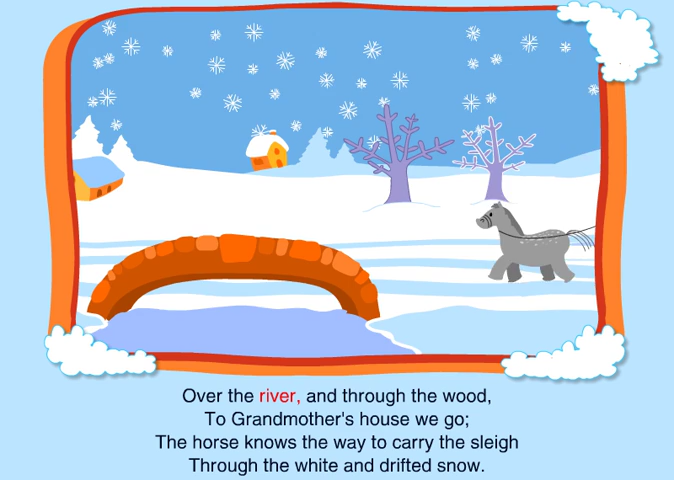 Over the river, and through the wood,
To Grandmother's house we go;
The horse knows the way to carry the sleigh
Through the white and drifted snow.